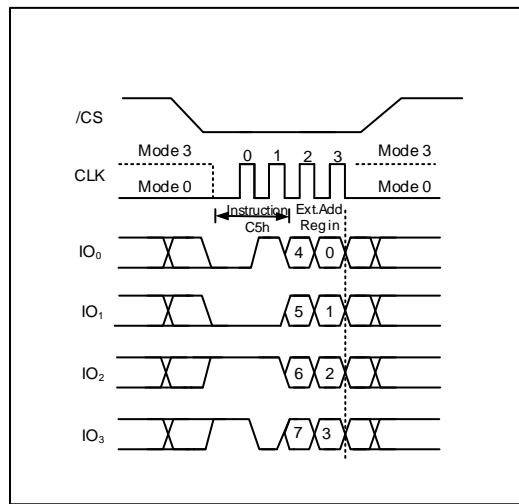 /CS
0 1 2 3
Mode 3 Mode 3
CLK
Mode 0 Mode 0
Instruction Ext.Add
C5h Reg in
IO0 4 0
IO1 5 1
IO2 6 2
IO3 7 3